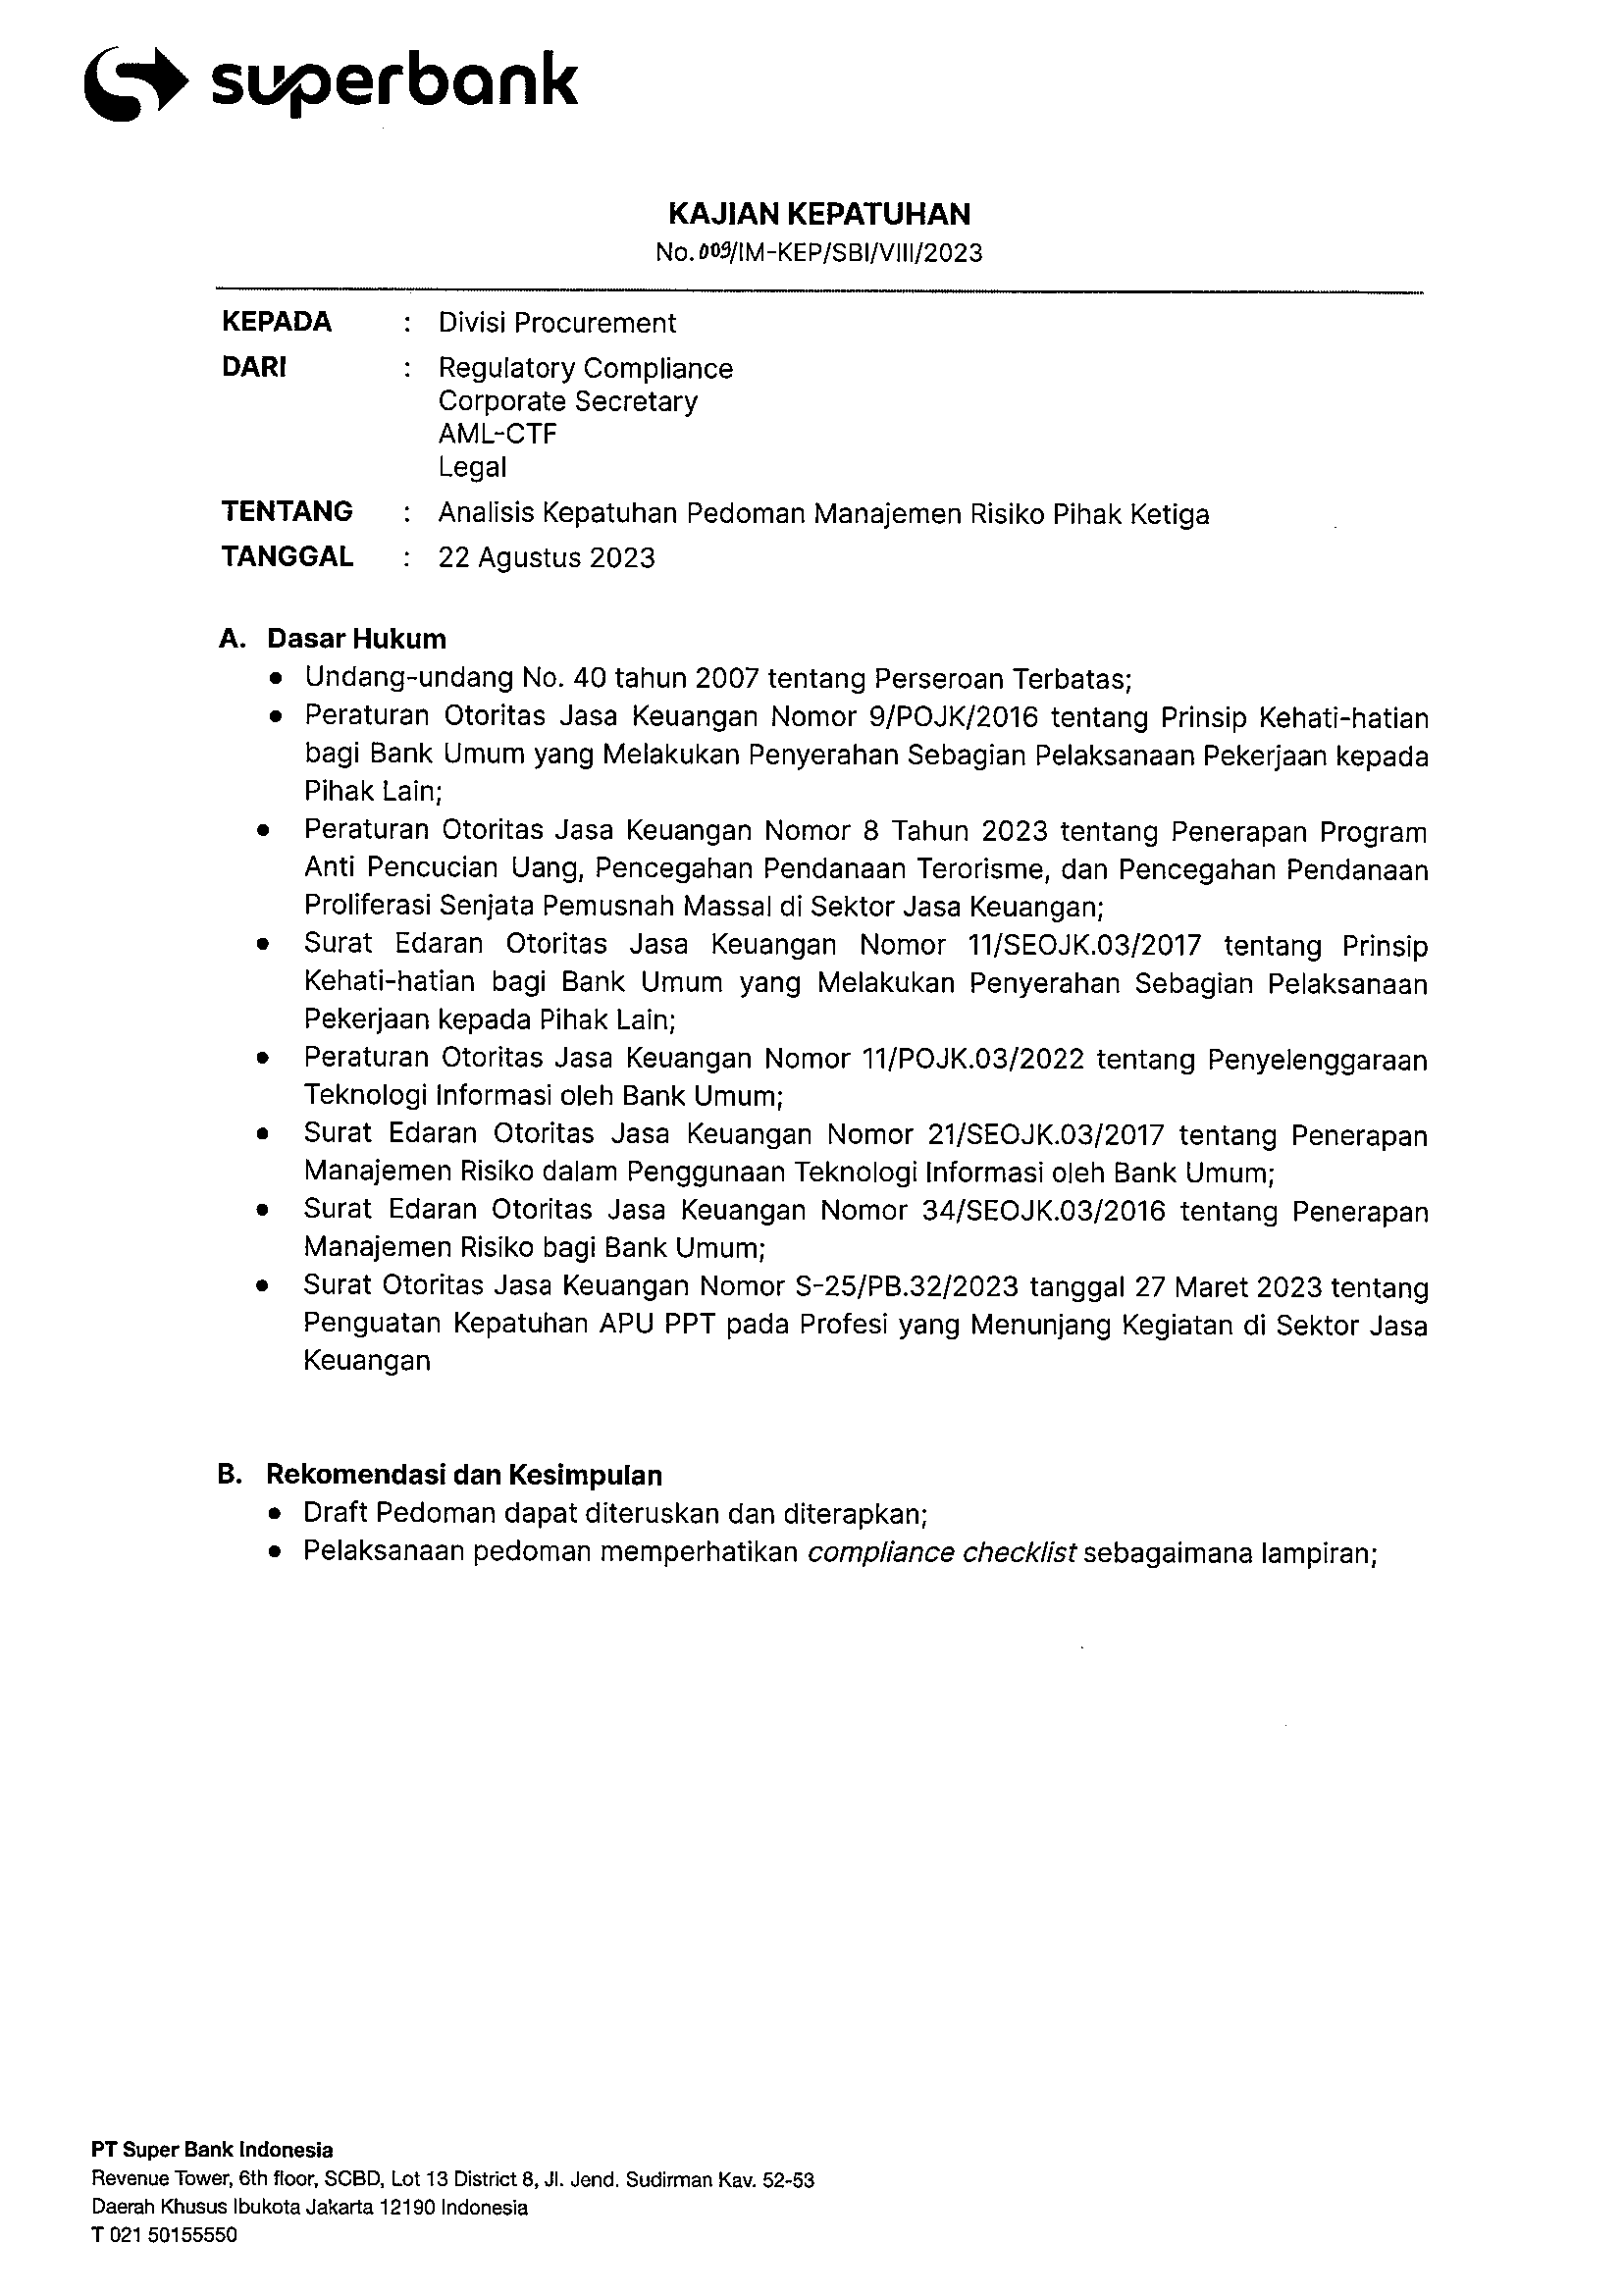 superbank
KAJIAN KEPATUHAN
No. 009/IM-KEP/SBI/VIII/2023
KEPADA : Divisi Procurement
DARI : Regulatory Compliance
Corporate Secretary
AML-CTF
Legal
TENTANG : Analisis Kepatuhan Pedoman Manajemen Risiko Pihak Ketiga
TANGGAL : 22 Agustus 2023
A. Dasar Hukum
● Undang-undang No. 40 tahun 2007 tentang Perseroan Terbatas;
● Peraturan Otoritas Jasa Keuangan Nomor 9/POJK/2016 tentang Prinsip Kehati-hatian
bagi Bank Umum yang Melakukan Penyerahan Sebagian Pelaksanaan Pekerjaan kepada
Pihak Lain;
● Peraturan Otoritas Jasa Keuangan Nomor 8 Tahun 2023 tentang Penerapan Program
Anti Pencucian Uang, Pencegahan Pendanaan Terorisme, dan Pencegahan Pendanaan
Proliferasi Senjata Pemusnah Massal di Sektor Jasa Keuangan;
● Surat Edaran Otoritas Jasa Keuangan Nomor 11/SEOJK.03/2017 tentang Prinsip
Kehati-hatian bagi Bank Umum yang Melakukan Penyerahan Sebagian Pelaksanaan
Pekerjaan kepada Pihak Lain;
● Peraturan Otoritas Jasa Keuangan Nomor 11/POJK.03/2022 tentang Penyelenggaraan
Teknologi Informasi oleh Bank Umum;
● Surat Edaran Otoritas Jasa Keuangan Nomor 21/SEOJK.03/2017 tentang Penerapan
Manajemen Risiko dalam Penggunaan Teknologi Informasi oleh Bank Umum;
● Surat Edaran Otoritas Jasa Keuangan Nomor 34/SEOJK.03/2016 tentang Penerapan
Manajemen Risiko bagi Bank Umum;
● Surat Otoritas Jasa Keuangan Nomor S-25/PB.32/2023 tanggal 27 Maret 2023 tentang
Penguatan Kepatuhan APU PPT pada Profesi yang Menunjang Kegiatan di Sektor Jasa
Keuangan
B. Rekomendasi dan Kesimpulan
● Draft Pedoman dapat diteruskan dan diterapkan;
● Pelaksanaan pedoman memperhatikan compliance checklist sebagaimana lampiran;
PT Super Bank Indonesia
Revenue Tower, 6th floor, SCBD, Lot 13 District 8, Jl. Jend. Sudirman Kav. 52-53
Daerah Khusus Ibukota Jakarta 12190 Indonesia
T 021 50155550